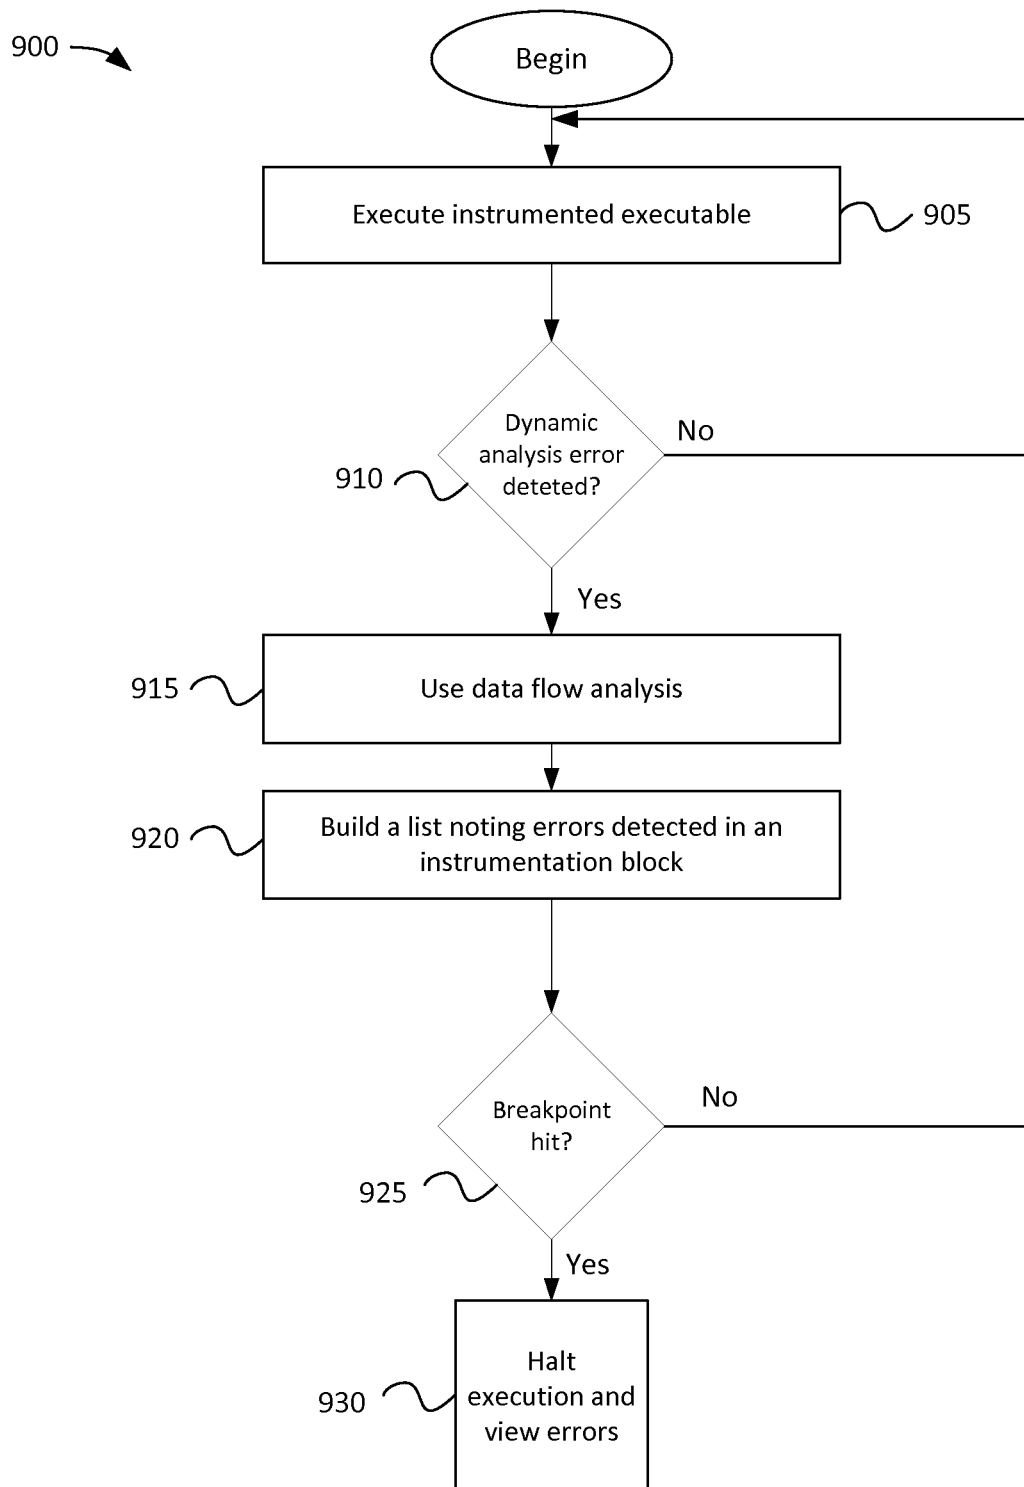 900
Begin
Execute instrumented executable
905
Dynamic
analysis error
deteted?
No
910
Yes
915
Use data flow analysis
920
Build a list noting errors detected in an
instrumentation block
Breakpoint
hit?
No
925
Yes
930
Halt
execution and
view errors